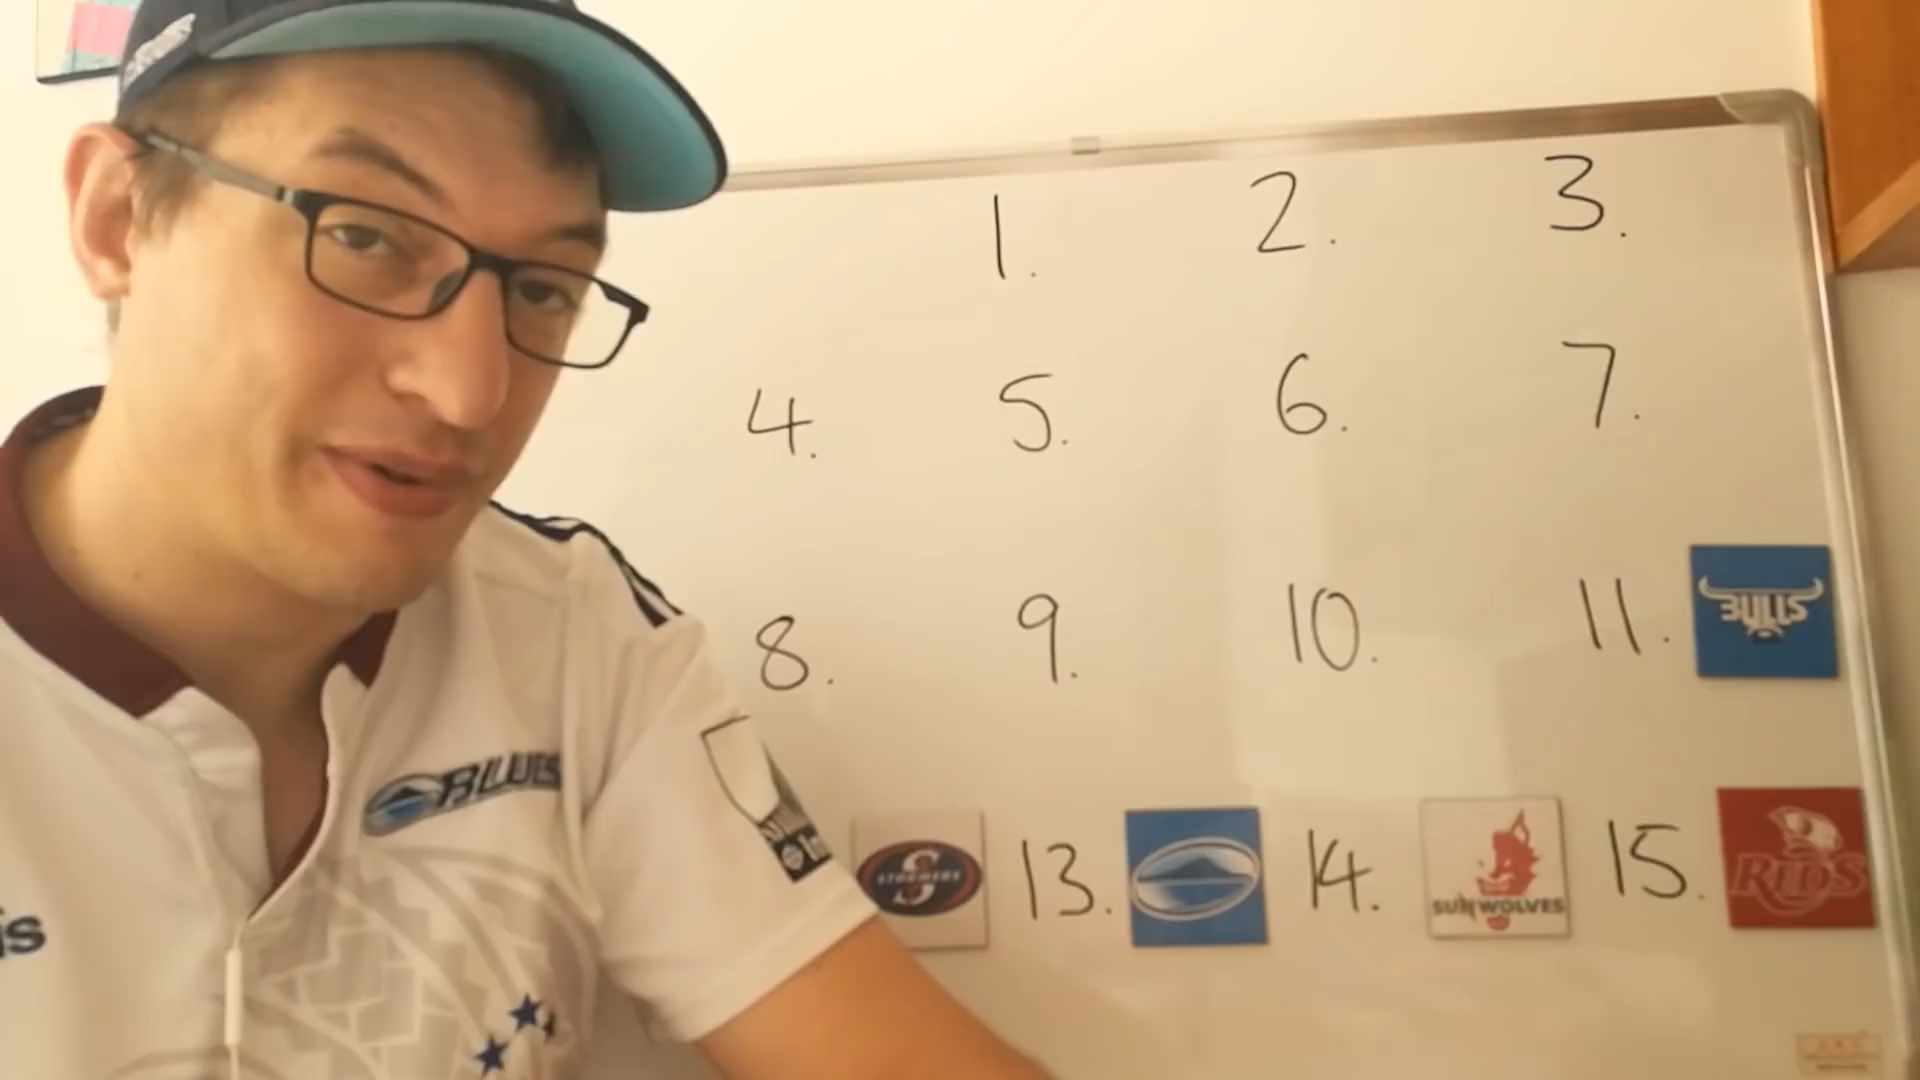 1. 2. 3.
4. 5. 6. 7.
8. 9. 10. 11. BULLS
STORMERS 13. 14. SUNWOLVES 15. REDS
BLUES
is